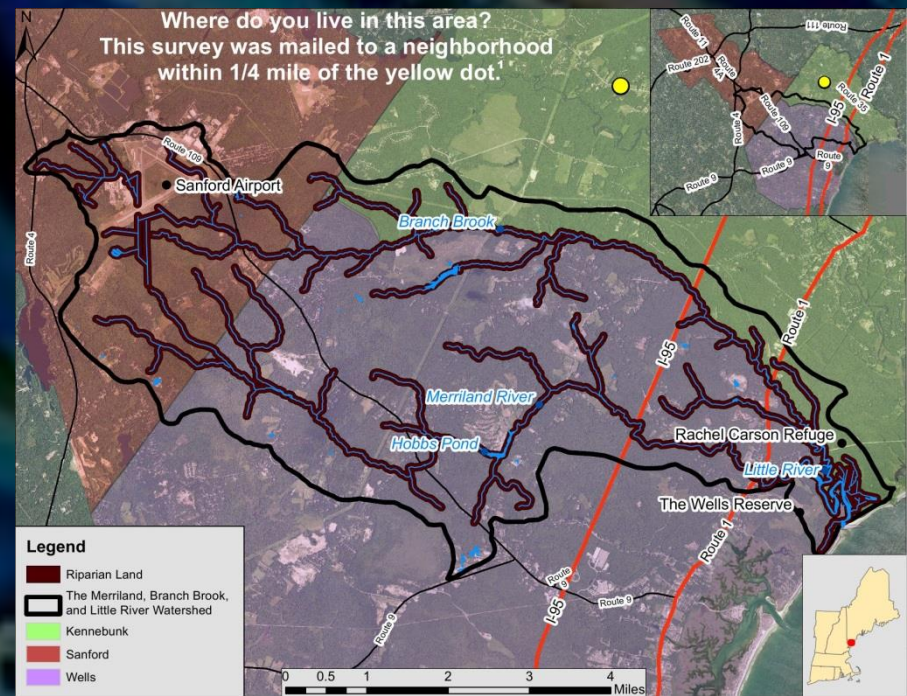 Where do you live in this area?
This survey was mailed to a neighborhood
within 1/4 mile of the yellow dot.¹
N
Route 11
Route 111
Route 202
Route 4A
Route 35
Route 109
Route 4
I-95
Route 1
Route 9
Route 9
Route 109
Sanford Airport
Route 4
Branch Brook
I-95
Route 1
Merriland River
Hobbs Pond
Rachel Carson Refuge
Little River
The Wells Reserve
Route 1
I-95
Route 9
Route 9
Route 9
Legend
Riparian Land
The Merriland, Branch Brook,
and Little River Watershed
Kennebunk
Sanford
Wells
0 0.5 1 2 3 4
Miles